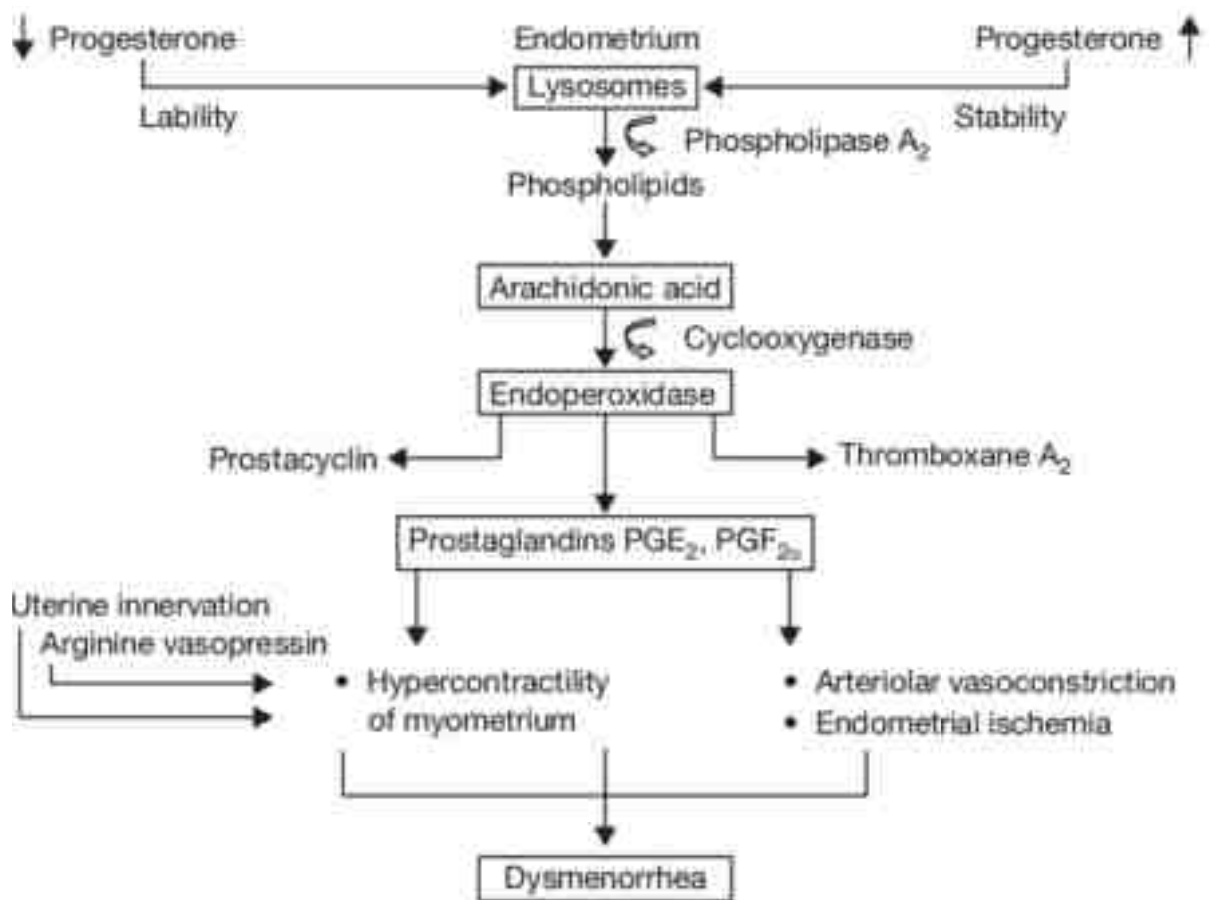 ↓ Progesterone
Endometrium
Progesterone ↑
Lysosomes
Lability
Stability
Phospholipase A₂
Phospholipids
Arachidonic acid
Cyclooxygenase
Endoperoxidase
Prostacyclin
Thromboxane A₂
Prostaglandins PGE₂, PGF₂
Uterine innervation
Arginine vasopressin
• Hypercontractility
of myometrium
• Arteriolar vasoconstriction
• Endometrial ischemia
Dysmenorrhea